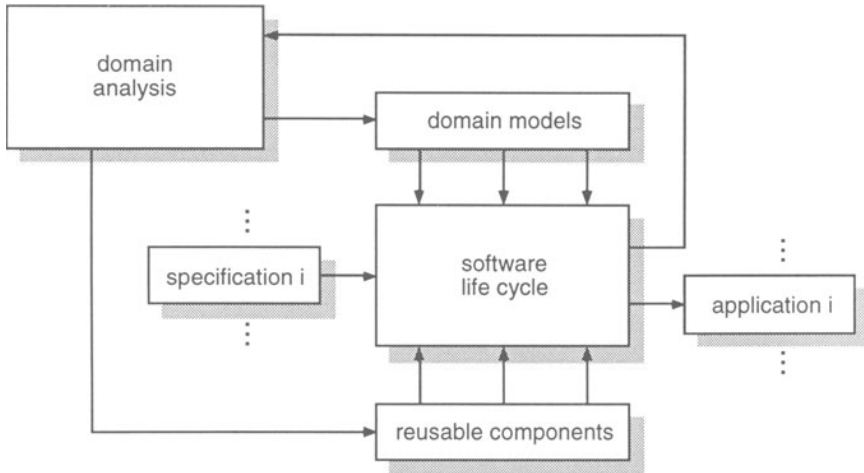 domain
analysis
domain models
specification i
software
life cycle
application i
reusable components